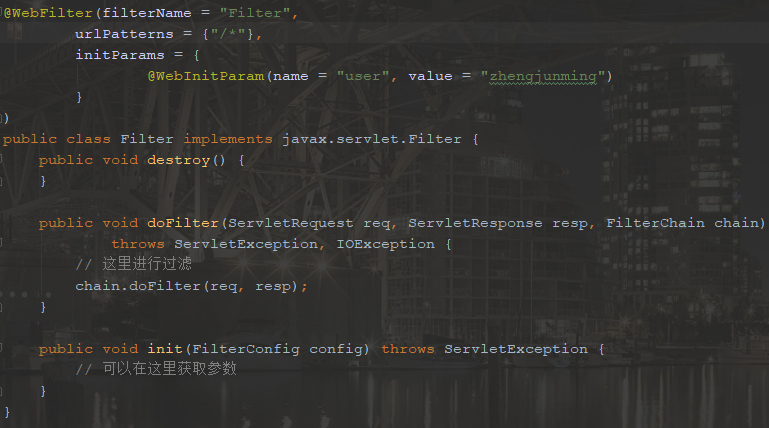 @WebFilter(filterName = "Filter",
urlPatterns = {"/*"},
initParams = {
@WebInitParam(name = "user", value = "zhengjunming")
}
)
public class Filter implements javax.servlet.Filter {
public void destroy() {
}
public void doFilter(ServletRequest req, ServletResponse resp, FilterChain chain)
throws ServletException, IOException {
// 这里进行过滤
chain.doFilter(req, resp);
}
public void init(FilterConfig config) throws ServletException {
// 可以在这里获取参数
}
}